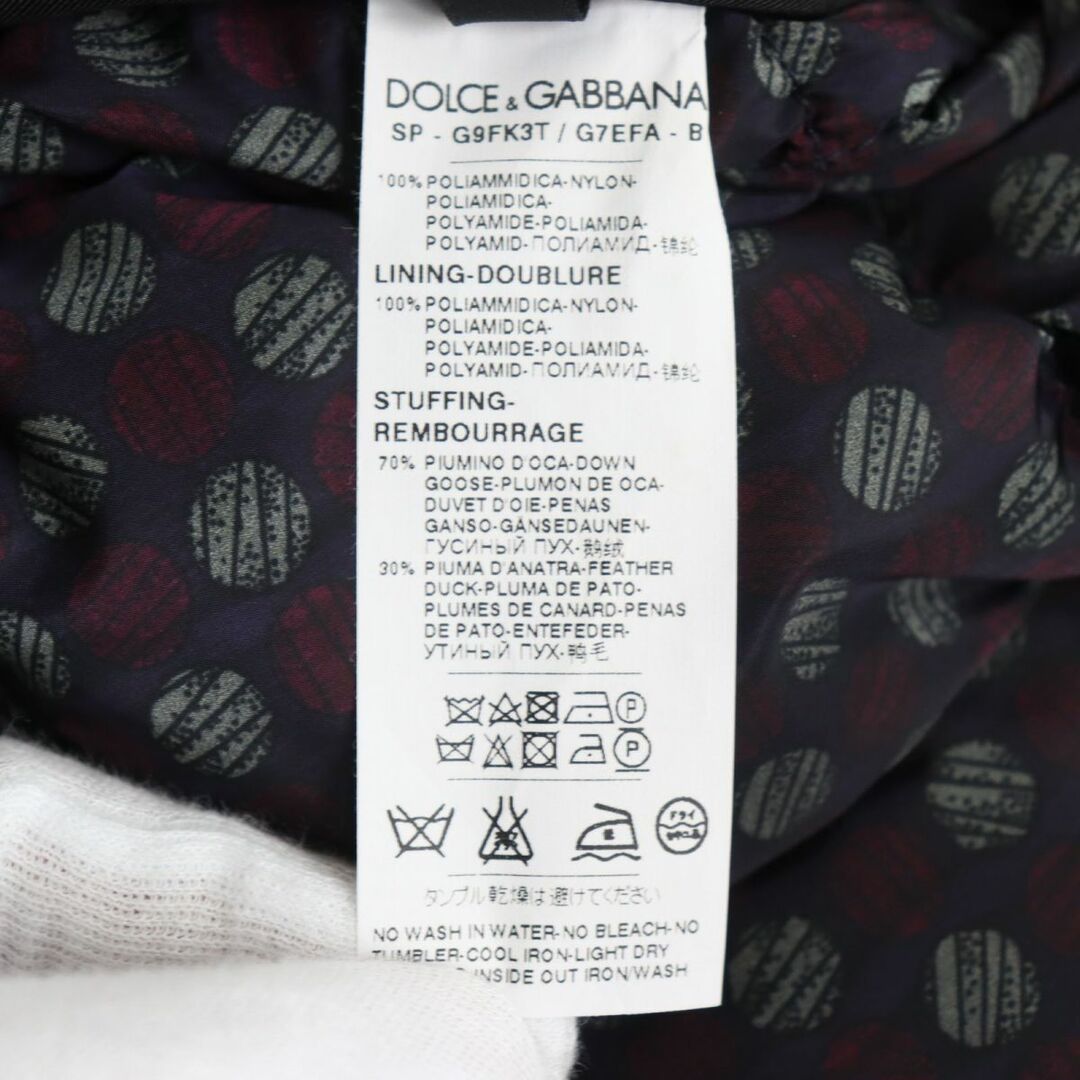 DOLCE & GABBANA
SP - G9FK3T / G7EFA - B
100% POLIAMMIDICA-NYLON-
POLIAMIDICA-
POLYAMIDE-POLIAMIDA-
POLYAMID-ПОЛИАМИД-锦纶
LINING-DOUBLURE
100% POLIAMMIDICA-NYLON-
POLIAMIDICA-
POLYAMIDE-POLIAMIDA-
POLYAMID-ПОЛИАМИД-锦纶
STUFFING-
REMBOURRAGE
70% PIUMINO D'OCA-DOWN
GOOSE-PLUMON DE OCA-
DUVET D'OIE-PENAS
GANSO-GÄNSEDAUNEN-
ГУСИНЫЙ ПУХ-鹅绒
30% PIUMA D'ANATRA-FEATHER
DUCK-PLUMA DE PATO-
PLUMES DE CANARD-PENAS
DE PATO-ENTEFEDER-
УТИНЫЙ ПУХ-鸭毛
P
P
ドライ
タンブル乾燥は避けてください
NO WASH IN WATER-NO BLEACH-NO
TUMBLER-COOL IRON-LIGHT DRY
INSIDE OUT IRON/WASH